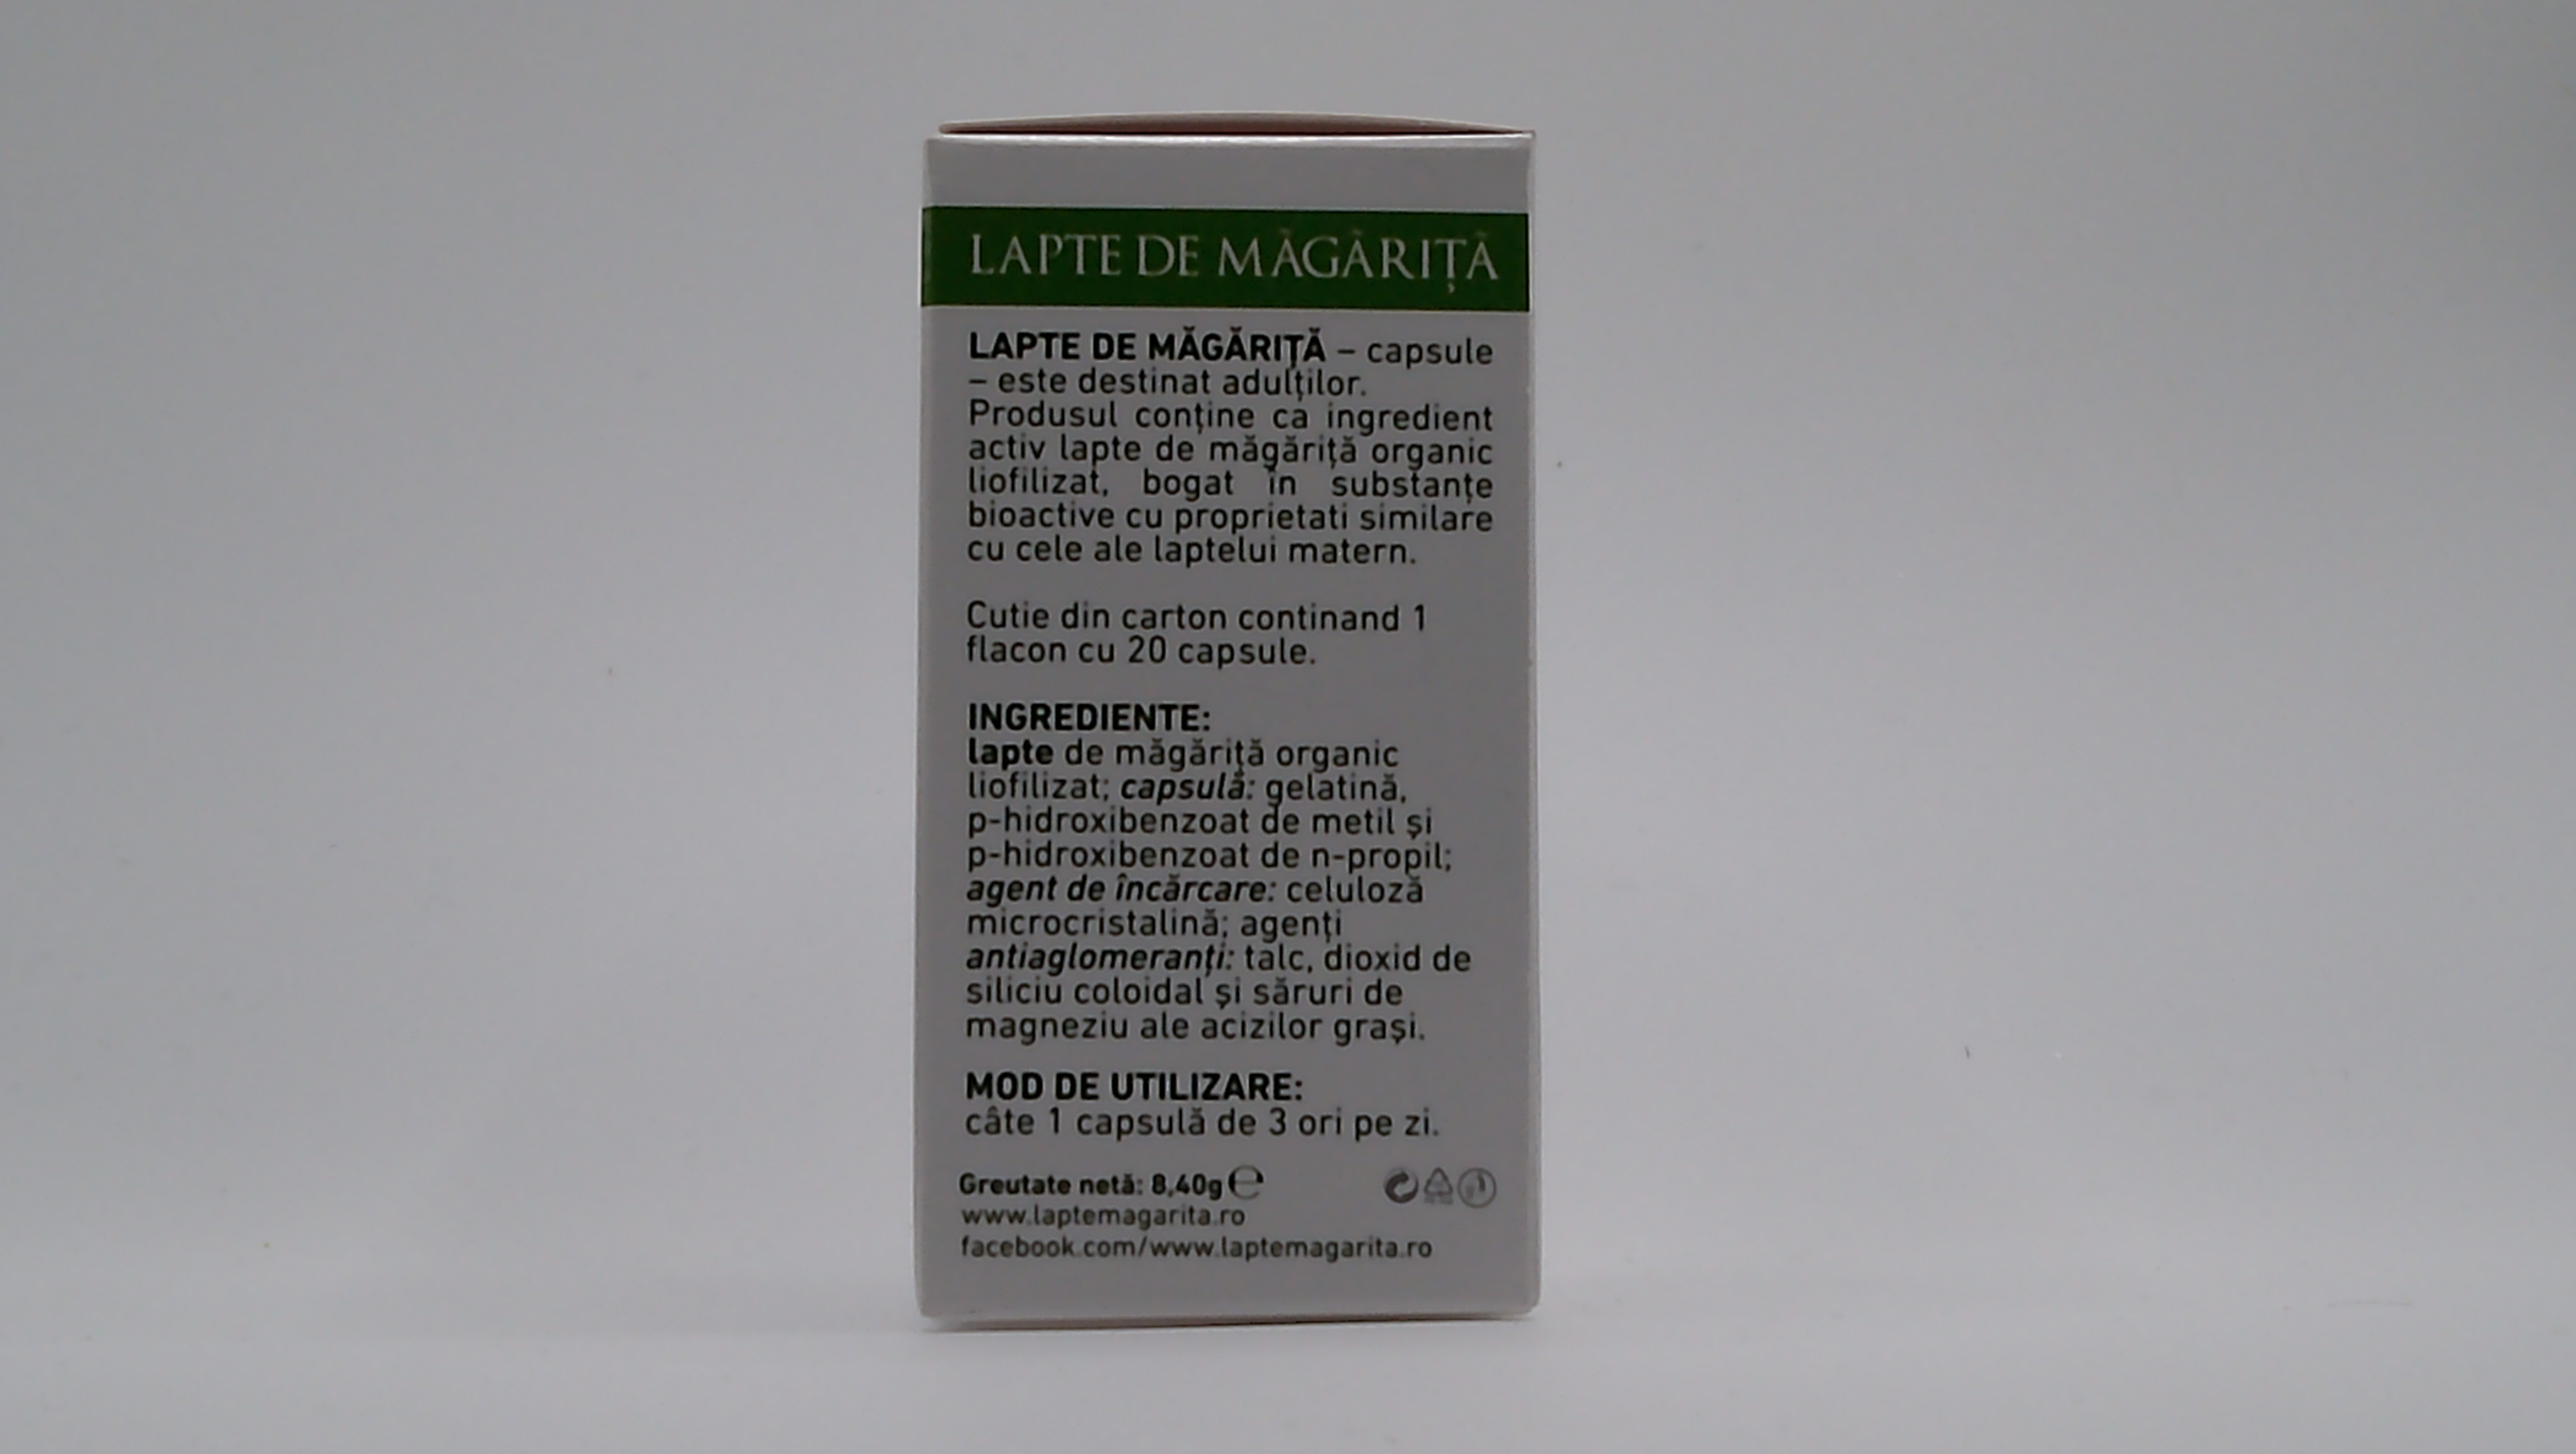 LAPTE DE MĂGĂRIȚĂ
LAPTE DE MĂGĂRIȚĂ – capsule
– este destinat adulților.
Produsul conține ca ingredient
activ lapte de măgăriță organic
liofilizat, bogat în substanțe
bioactive cu proprietati similare
cu cele ale laptelui matern.
Cutie din carton continand 1
flacon cu 20 capsule.
INGREDIENTE:
lapte de măgăriță organic
liofilizat; capsulă: gelatină,
p-hidroxibenzoat de metil și
p-hidroxibenzoat de n-propil;
agent de încărcare: celuloză
microcristalină; agenți
antiaglomeranți: talc, dioxid de
siliciu coloidal și săruri de
magneziu ale acizilor grași.
MOD DE UTILIZARE:
câte 1 capsulă de 3 ori pe zi.
Greutate netă: 8,40g ℮
www.laptemagarita.ro
facebook.com/www.laptemagarita.ro